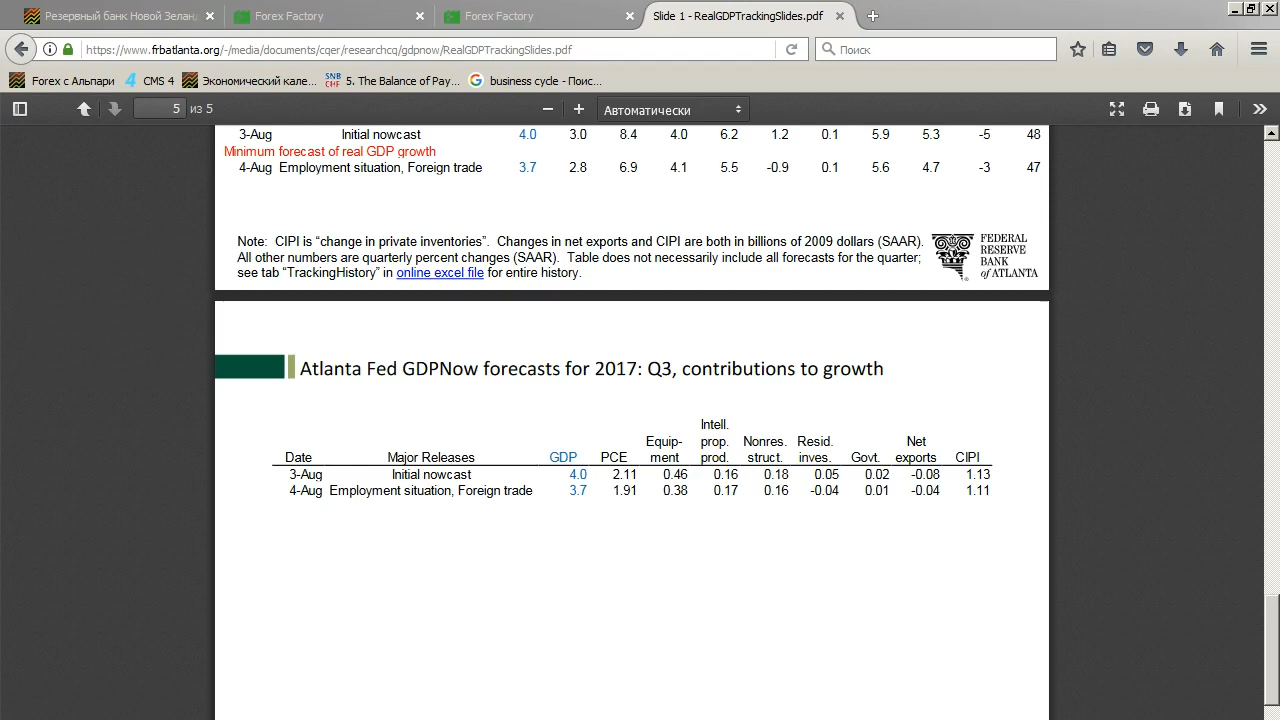 Резервный банк Новой Зелан
Forex Factory
Forex Factory
Slide 1 - RealGDPTrackingSlides.pdf
https://www.frbatlanta.org/-/media/documents/cqer/researchcq/gdpnow/RealGDPTrackingSlides.pdf
Поиск
Forex с Альпари
CMS 4
Экономический кале...
SNB CHF
5. The Balance of Pay...
business cycle - Поис...
5 из 5
Автоматически
3-Aug Initial nowcast 4.0 3.0 8.4 4.0 6.2 1.2 0.1 5.9 5.3 -5 48
Minimum forecast of real GDP growth
4-Aug Employment situation, Foreign trade 3.7 2.8 6.9 4.1 5.5 -0.9 0.1 5.6 4.7 -3 47
Note: CIPI is “change in private inventories”. Changes in net exports and CIPI are both in billions of 2009 dollars (SAAR).
All other numbers are quarterly percent changes (SAAR). Table does not necessarily include all forecasts for the quarter;
see tab “TrackingHistory” in online excel file for entire history.
FEDERAL
RESERVE
BANK
of ATLANTA
Atlanta Fed GDPNow forecasts for 2017: Q3, contributions to growth
Intell.
Equip- prop. Nonres. Resid. Net
Date Major Releases GDP PCE ment prod. struct. inves. Govt. exports CIPI
3-Aug Initial nowcast 4.0 2.11 0.46 0.16 0.18 0.05 0.02 -0.08 1.13
4-Aug Employment situation, Foreign trade 3.7 1.91 0.38 0.17 0.16 -0.04 0.01 -0.04 1.11